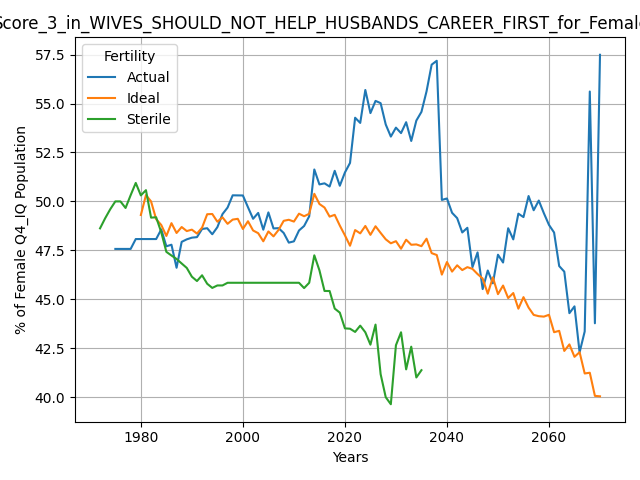 Score_3_in_WIVES_SHOULD_NOT_HELP_HUSBANDS_CAREER_FIRST_for_Female
Fertility
Actual
Ideal
Sterile
% of Female Q4_IQ Population
57.5
55.0
52.5
50.0
47.5
45.0
42.5
40.0
1980
2000
2020
2040
2060
Years